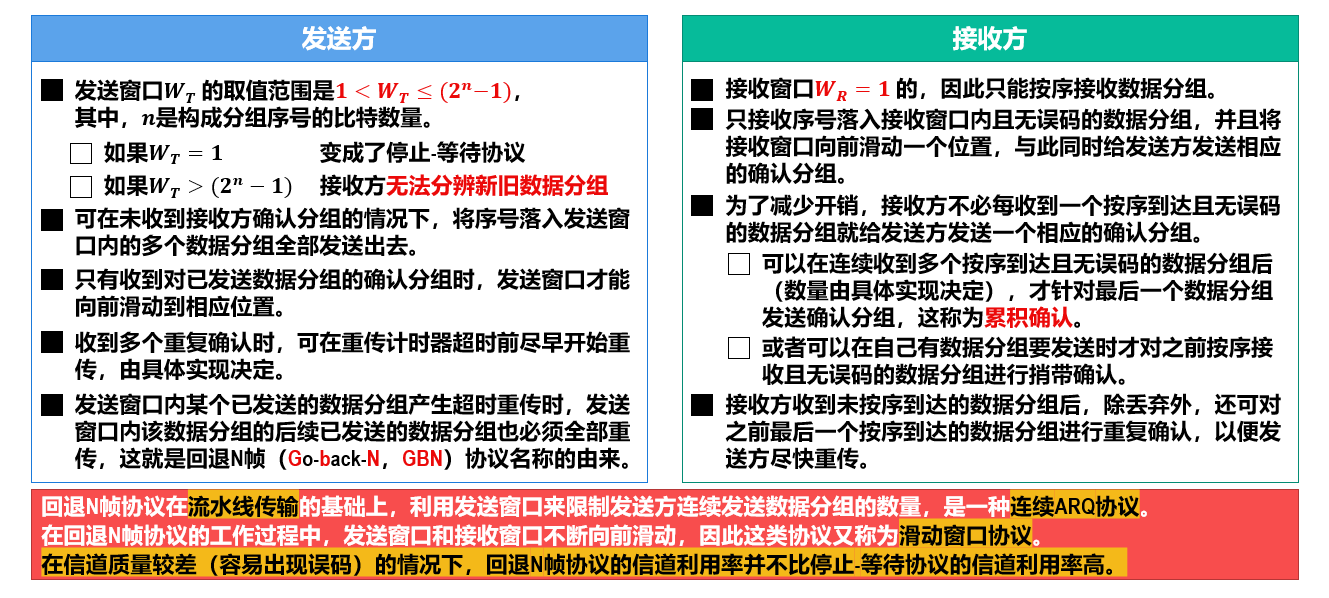 发送方
■ 发送窗口W_T 的取值范围是1 < W_T ≤ (2ⁿ−1)，
其中，n是构成分组序号的比特数量。
□ 如果W_T = 1 变成了停止-等待协议
□ 如果W_T > (2ⁿ − 1) 接收方无法分辨新旧数据分组
■ 可在未收到接收方确认分组的情况下，将序号落入发送窗
口内的多个数据分组全部发送出去。
■ 只有收到对已发送数据分组的确认分组时，发送窗口才能
向前滑动到相应位置。
■ 收到多个重复确认时，可在重传计时器超时前尽早开始重
传，由具体实现决定。
■ 发送窗口内某个已发送的数据分组产生超时重传时，发送
窗口内该数据分组的后续已发送的数据分组也必须全部重
传，这就是回退N帧（Go-back-N，GBN）协议名称的由来。
接收方
■ 接收窗口W_R = 1 的，因此只能按序接收数据分组。
■ 只接收序号落入接收窗口内且无误码的数据分组，并且将
接收窗口向前滑动一个位置，与此同时给发送方发送相应
的确认分组。
■ 为了减少开销，接收方不必每收到一个按序到达且无误码
的数据分组就给发送方发送一个相应的确认分组。
□ 可以在连续收到多个按序到达且无误码的数据分组后
（数量由具体实现决定），才针对最后一个数据分组
发送确认分组，这称为累积确认。
□ 或者可以在自己有数据分组要发送时才对之前按序接
收且无误码的数据分组进行捎带确认。
■ 接收方收到未按序到达的数据分组后，除丢弃外，还可对
之前最后一个按序到达的数据分组进行重复确认，以便发
送方尽快重传。
回退N帧协议在流水线传输的基础上，利用发送窗口来限制发送方连续发送数据分组的数量，是一种连续ARQ协议。
在回退N帧协议的工作过程中，发送窗口和接收窗口不断向前滑动，因此这类协议又称为滑动窗口协议。
在信道质量较差（容易出现误码）的情况下，回退N帧协议的信道利用率并不比停止-等待协议的信道利用率高。